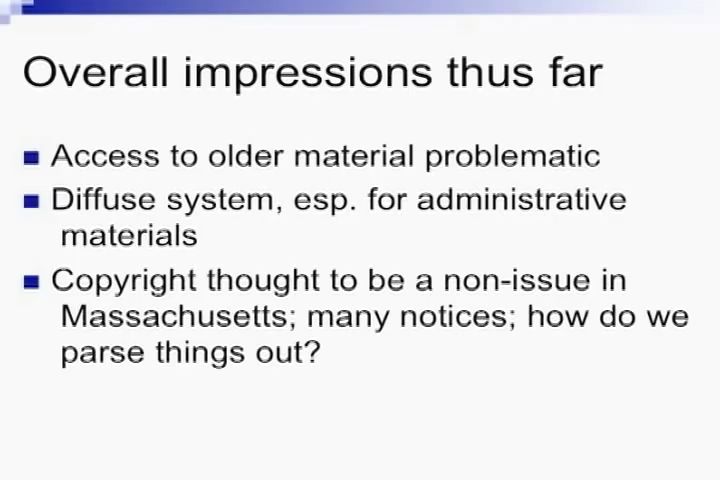 Overall impressions thus far
Access to older material problematic
Diffuse system, esp. for administrative
materials
Copyright thought to be a non-issue in
Massachusetts; many notices; how do we
parse things out?